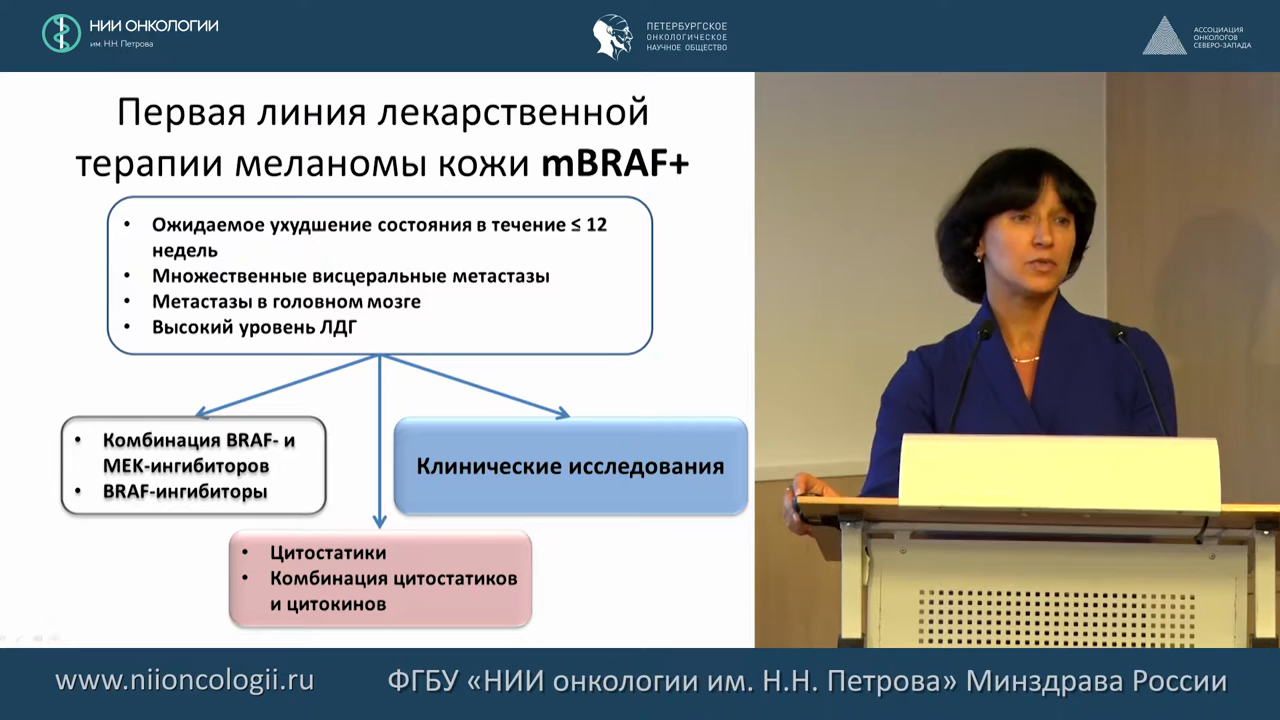 НИИ ОНКОЛОГИИ
им. Н.Н. Петрова
ПЕТЕРБУРГСКОЕ
ОНКОЛОГИЧЕСКОЕ
НАУЧНОЕ ОБЩЕСТВО
АССОЦИАЦИЯ
ОНКОЛОГОВ
СЕВЕРО-ЗАПАДА
Первая линия лекарственной
терапии меланомы кожи mBRAF+
• Ожидаемое ухудшение состояния в течение ≤ 12
недель
• Множественные висцеральные метастазы
• Метастазы в головном мозге
• Высокий уровень ЛДГ
• Комбинация BRAF- и
MEK-ингибиторов
• BRAF-ингибиторы
Клинические исследования
• Цитостатики
• Комбинация цитостатиков
и цитокинов
www.niioncologii.ru
ФГБУ «НИИ онкологии им. Н.Н. Петрова» Минздрава России